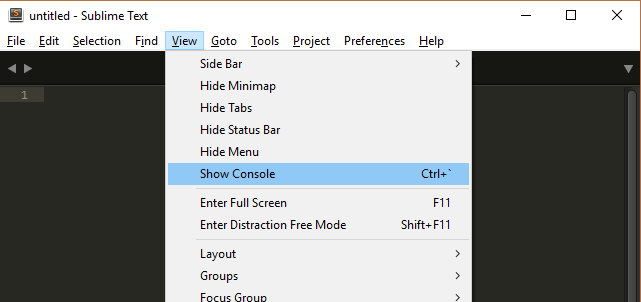 untitled - Sublime Text
File Edit Selection Find View Goto Tools Project Preferences Help
1
Side Bar
Hide Minimap
Hide Tabs
Hide Status Bar
Hide Menu
Show Console Ctrl+`
Enter Full Screen F11
Enter Distraction Free Mode Shift+F11
Layout
Groups
Focus Group